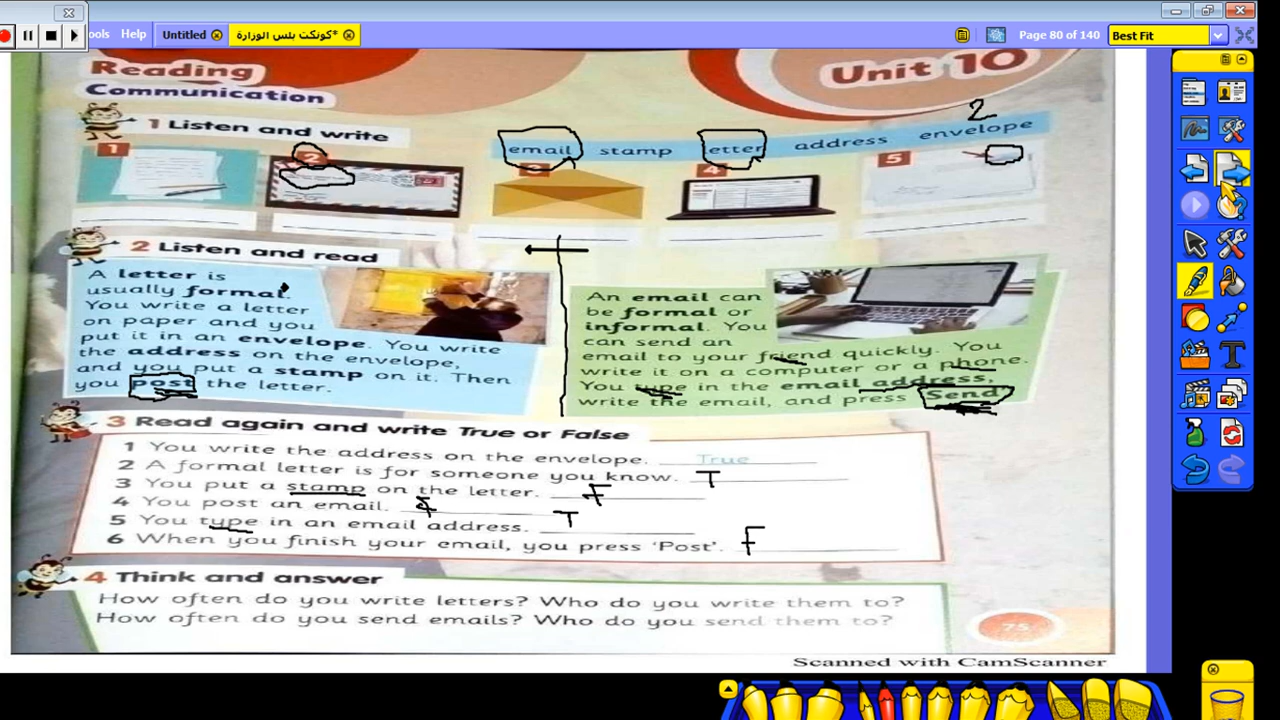 ools Help Untitled كونكت بلس الوزارة* Page 80 of 140 Best Fit
Reading
Communication
Unit 10
1 Listen and write
2
email stamp letter address envelope
1 2 3 4 5
2 Listen and read
A letter is
usually formal.
You write a letter
on paper and you
put it in an envelope. You write
the address on the envelope,
and you put a stamp on it. Then
you post the letter.
An email can
be formal or
informal. You
can send an
email to your friend quickly. You
write it on a computer or a phone.
You type in the email address,
write the email, and press Send
3 Read again and write True or False
1 You write the address on the envelope. True
2 A formal letter is for someone you know. T
3 You put a stamp on the letter. F
4 You post an email.
5 You type in an email address. T
6 When you finish your email, you press ‘Post’. F
4 Think and answer
How often do you write letters? Who do you write them to?
How often do you send emails? Who do you send them to?
75
Scanned with CamScanner